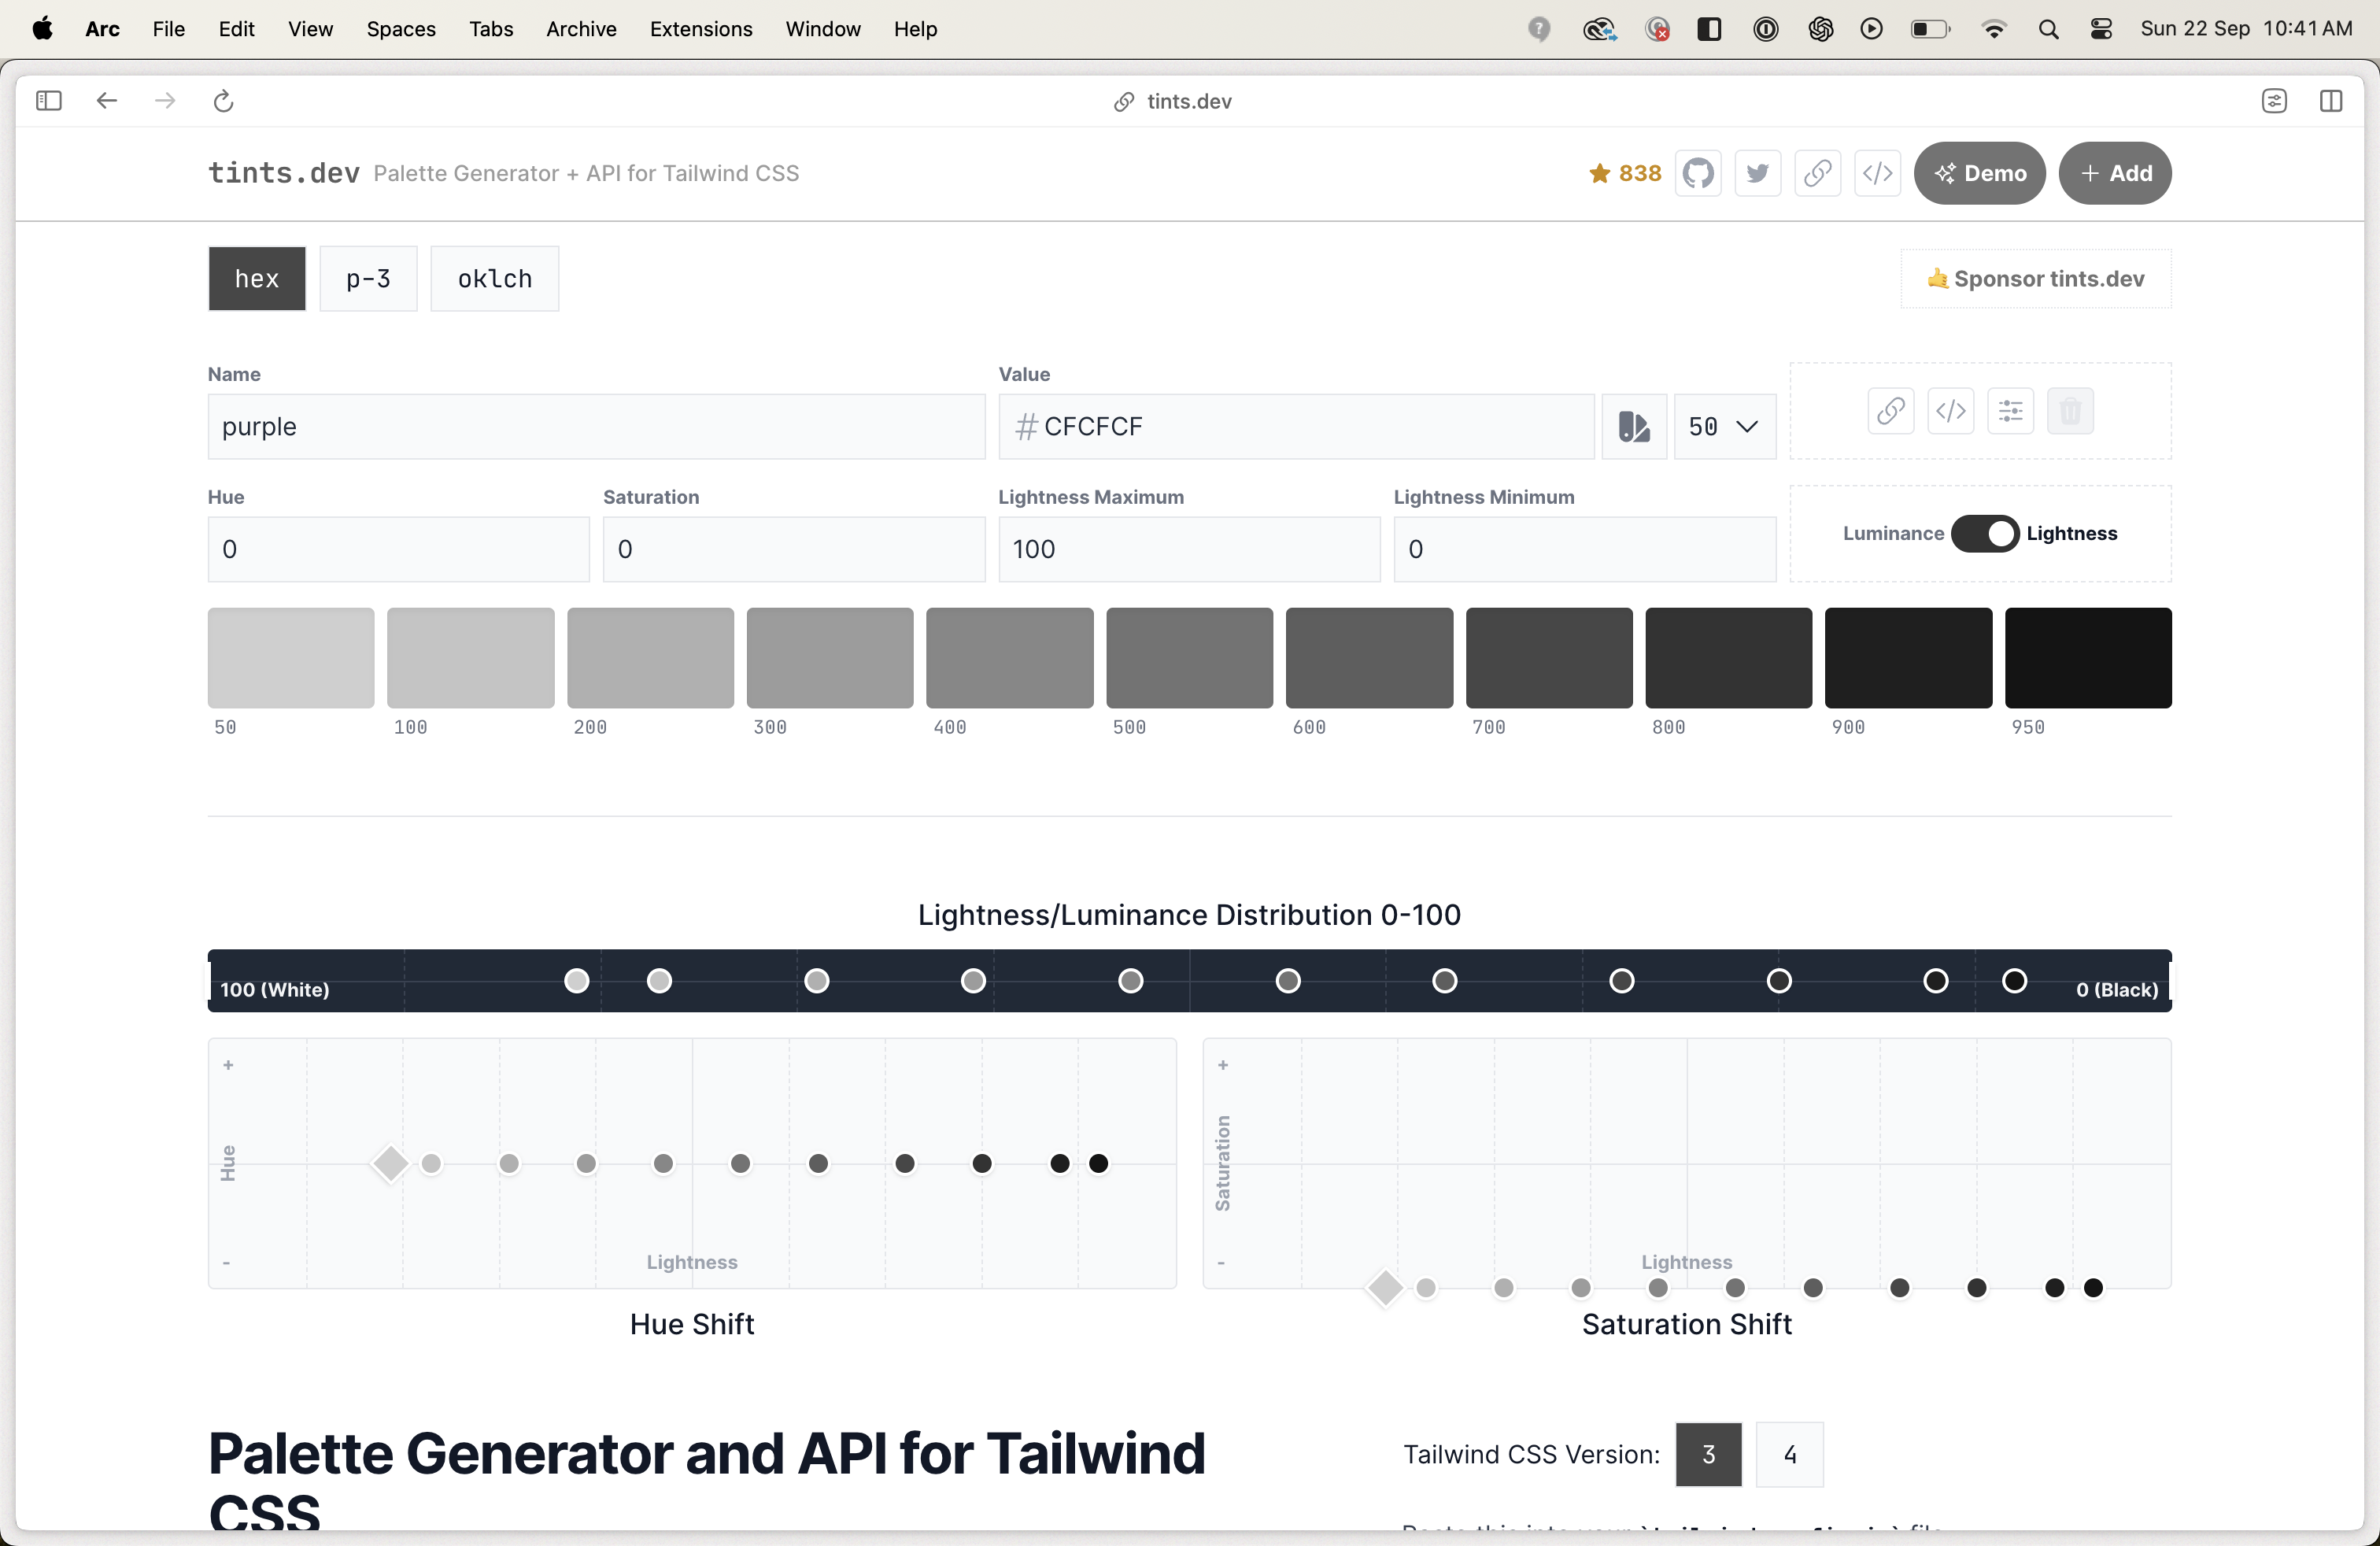 Arc File Edit View Spaces Tabs Archive Extensions Window Help Sun 22 Sep 10:41 AM
tints.dev
tints.dev Palette Generator + API for Tailwind CSS 838 Demo + Add
hex p-3 oklch Sponsor tints.dev
Name Value
purple # CFCFCF 50
Hue Saturation Lightness Maximum Lightness Minimum
0 0 100 0 Luminance Lightness
50 100 200 300 400 500 600 700 800 900 950
Lightness/Luminance Distribution 0-100
100 (White) 0 (Black)
+ +
Hue Saturation
- Lightness - Lightness
Hue Shift Saturation Shift
Palette Generator and API for Tailwind
CSS
Tailwind CSS Version: 3 4